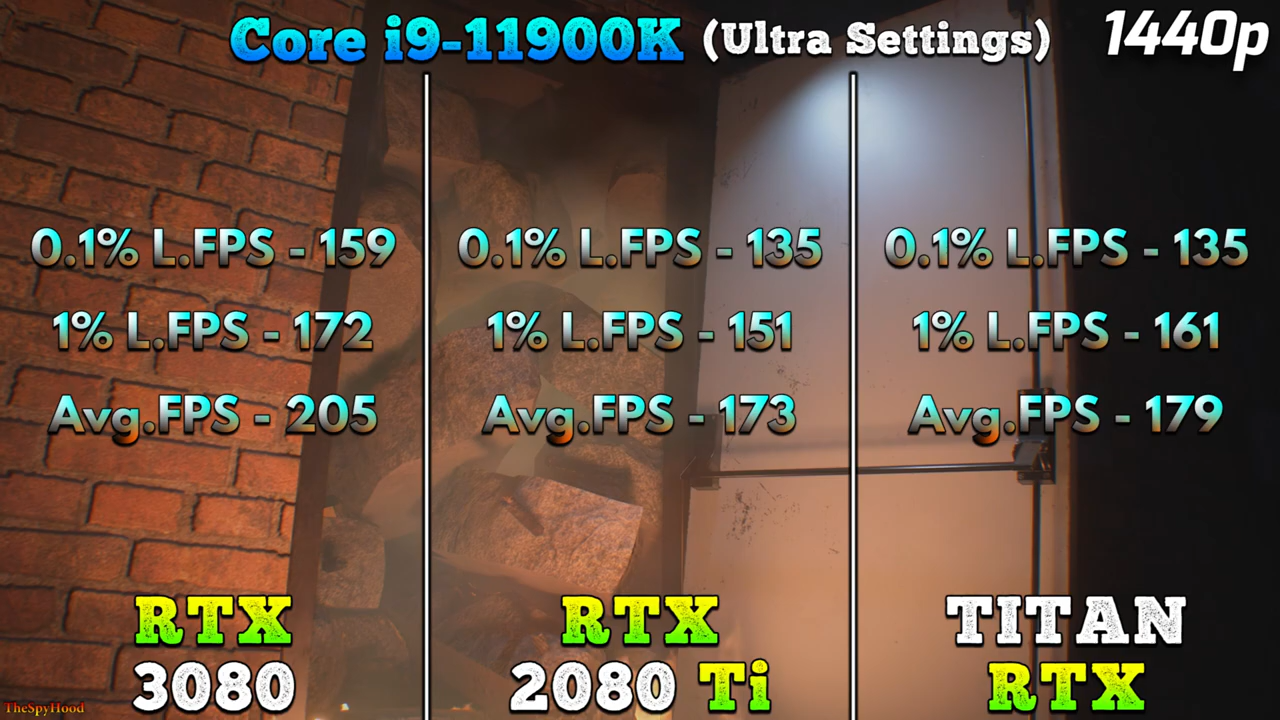 Core i9-11900K (Ultra Settings) 1440p
0.1% L.FPS - 159
1% L.FPS - 172
Avg.FPS - 205
RTX
3080
0.1% L.FPS - 135
1% L.FPS - 151
Avg.FPS - 173
RTX
2080 Ti
0.1% L.FPS - 135
1% L.FPS - 161
Avg.FPS - 179
TITAN
RTX
TheSpyHood